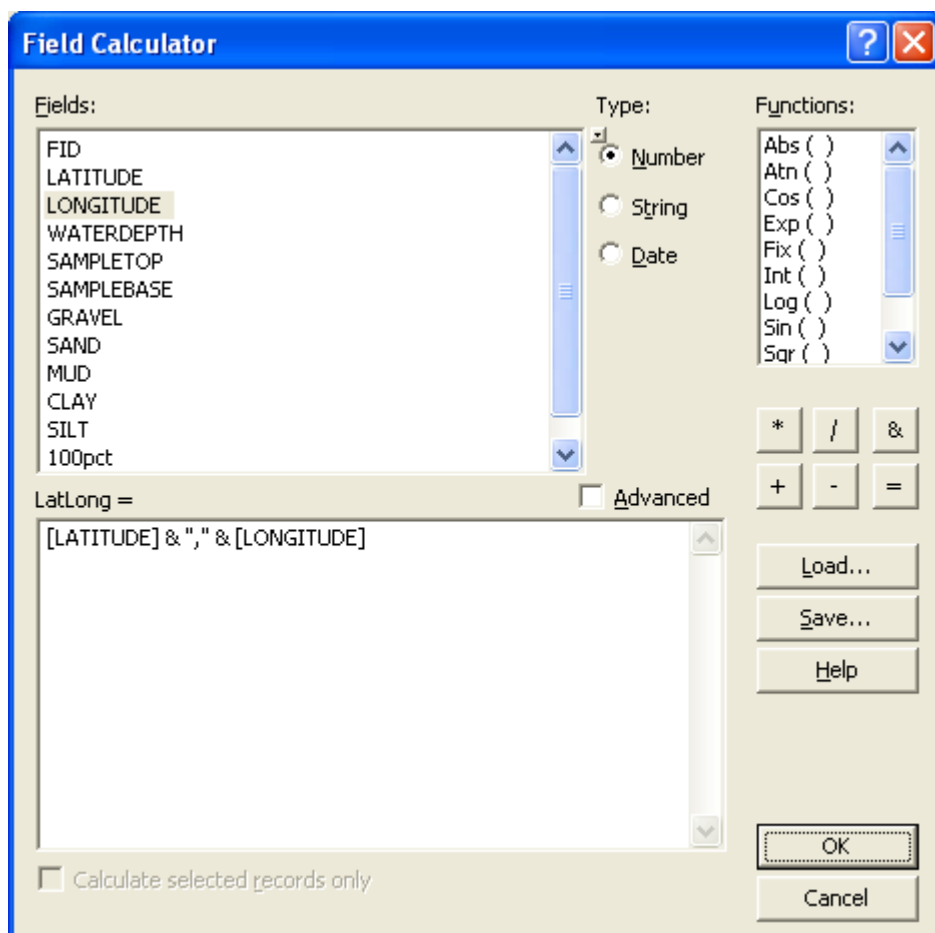 Field Calculator
Fields:
Type:
Functions:
FID
LATITUDE
LONGITUDE
WATERDEPTH
SAMPLETOP
SAMPLEBASE
GRAVEL
SAND
MUD
CLAY
SILT
100pct
Number
String
Date
Abs ( )
Atn ( )
Cos ( )
Exp ( )
Fix ( )
Int ( )
Log ( )
Sin ( )
Sqr ( )
* / &
+ - =
LatLong =
Advanced
[LATITUDE] & "," & [LONGITUDE]
Load...
Save...
Help
Calculate selected records only
OK
Cancel